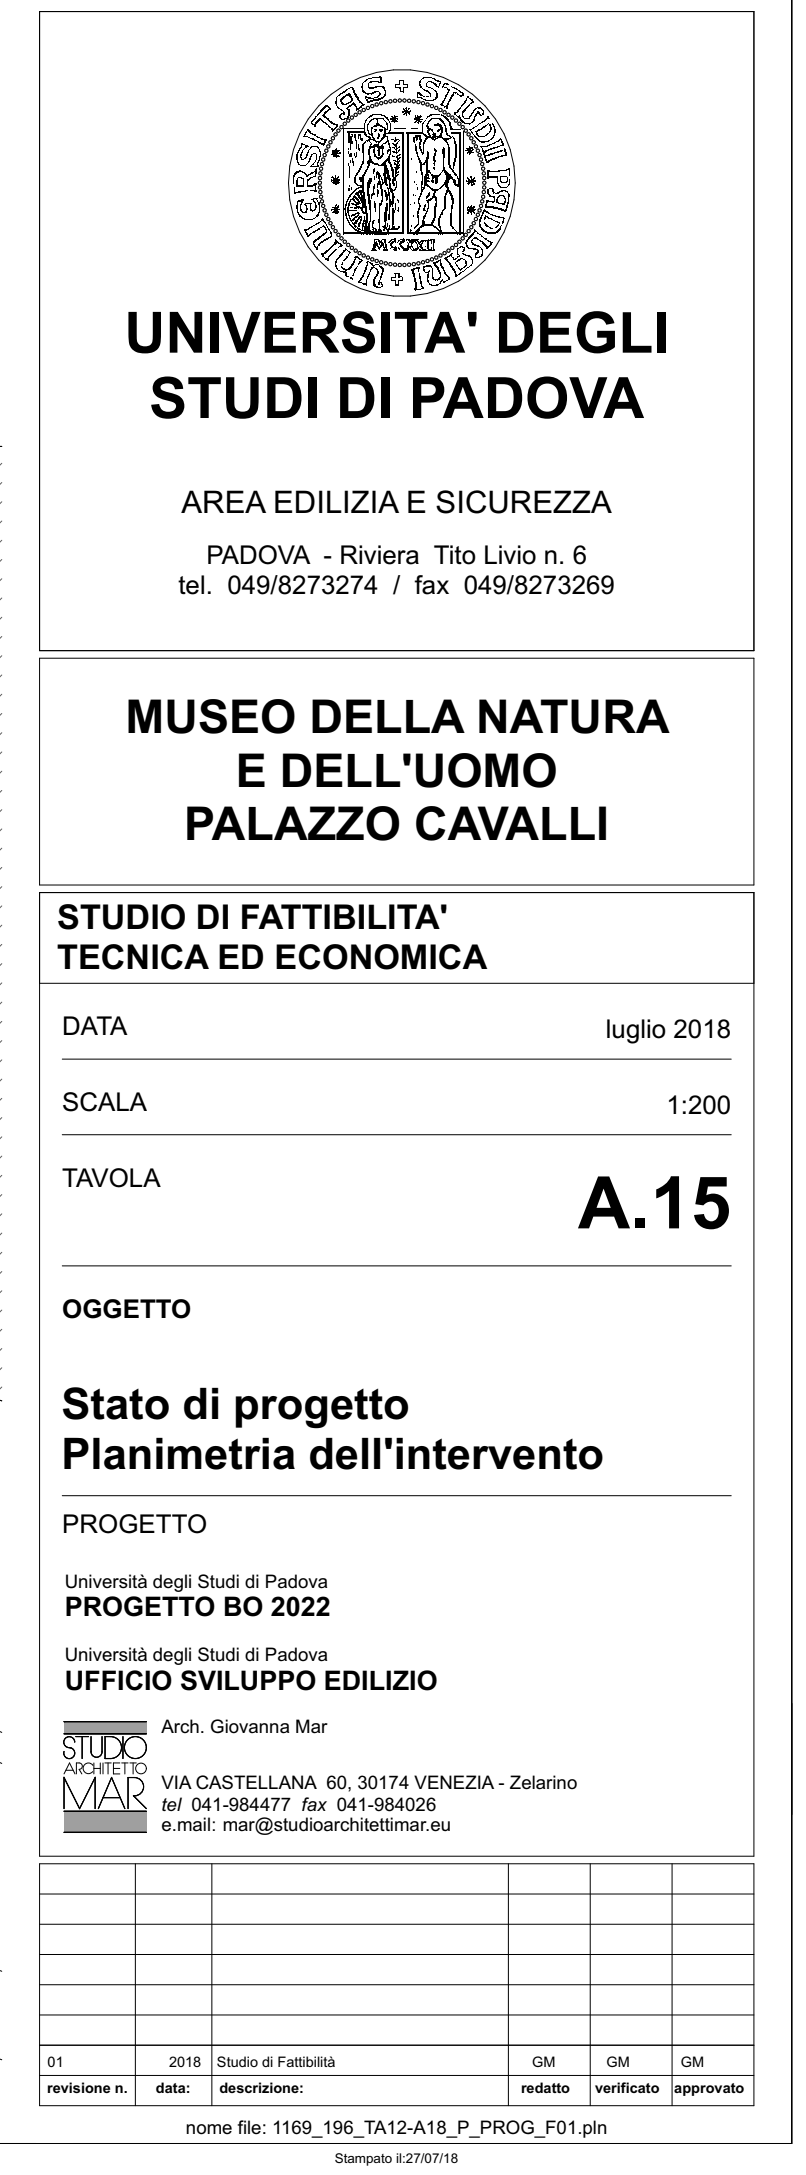 UNIVERSITAS + STUDII PADUANI +
MCCXXII
UNIVERSITA' DEGLI
STUDI DI PADOVA
AREA EDILIZIA E SICUREZZA
PADOVA - Riviera Tito Livio n. 6
tel. 049/8273274 / fax 049/8273269
MUSEO DELLA NATURA
E DELL'UOMO
PALAZZO CAVALLI
STUDIO DI FATTIBILITA'
TECNICA ED ECONOMICA
DATA luglio 2018
SCALA 1:200
TAVOLA A.15
OGGETTO
Stato di progetto
Planimetria dell'intervento
PROGETTO
Università degli Studi di Padova
PROGETTO BO 2022
Università degli Studi di Padova
UFFICIO SVILUPPO EDILIZIO
STUDIO
ARCHITETTO
MAR
Arch. Giovanna Mar
VIA CASTELLANA 60, 30174 VENEZIA - Zelarino
tel 041-984477 fax 041-984026
e.mail: mar@studioarchitettimar.eu
01 2018 Studio di Fattibilità GM GM GM
revisione n. data: descrizione: redatto verificato approvato
nome file: 1169_196_TA12-A18_P_PROG_F01.pln
Stampato il:27/07/18